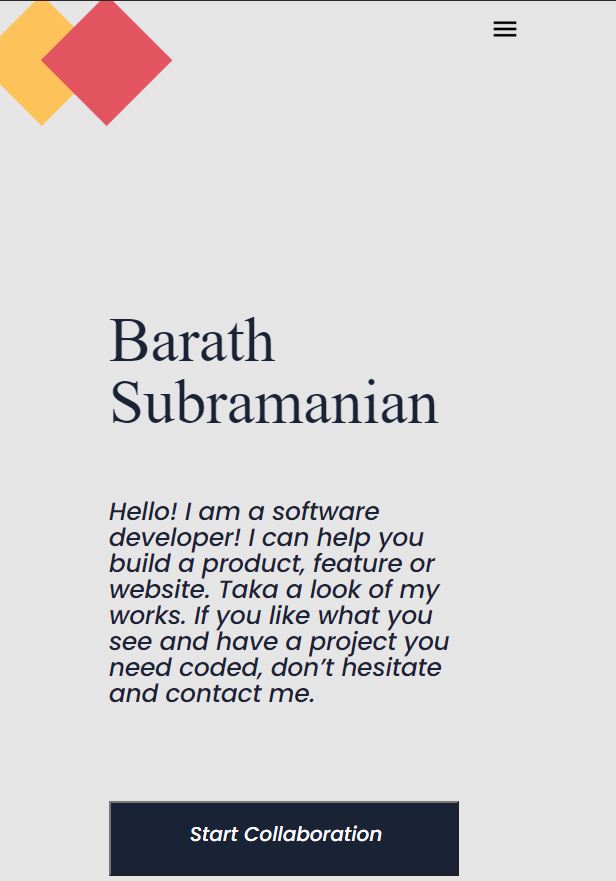 Barath
Subramanian
Hello! I am a software
developer! I can help you
build a product, feature or
website. Taka a look of my
works. If you like what you
see and have a project you
need coded, don’t hesitate
and contact me.
Start Collaboration